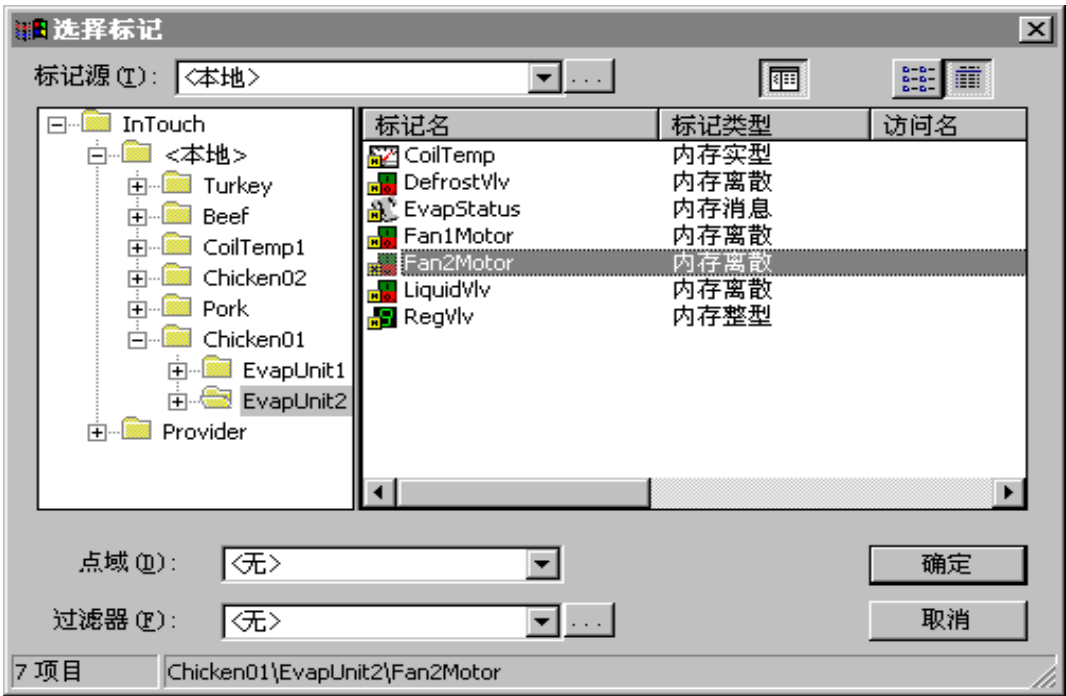 选择标记
标记源(T): <本地> ...
InTouch
<本地>
Turkey
Beef
CoilTemp1
Chicken02
Pork
Chicken01
EvapUnit1
EvapUnit2
Provider
标记名 标记类型 访问名
CoilTemp 内存实型
DefrostVlv 内存离散
EvapStatus 内存消息
Fan1Motor 内存离散
Fan2Motor 内存离散
LiquidVlv 内存离散
RegVlv 内存整型
点域(D): <无> 确定
过滤器(F): <无> ... 取消
7 项目 Chicken01\EvapUnit2\Fan2Motor